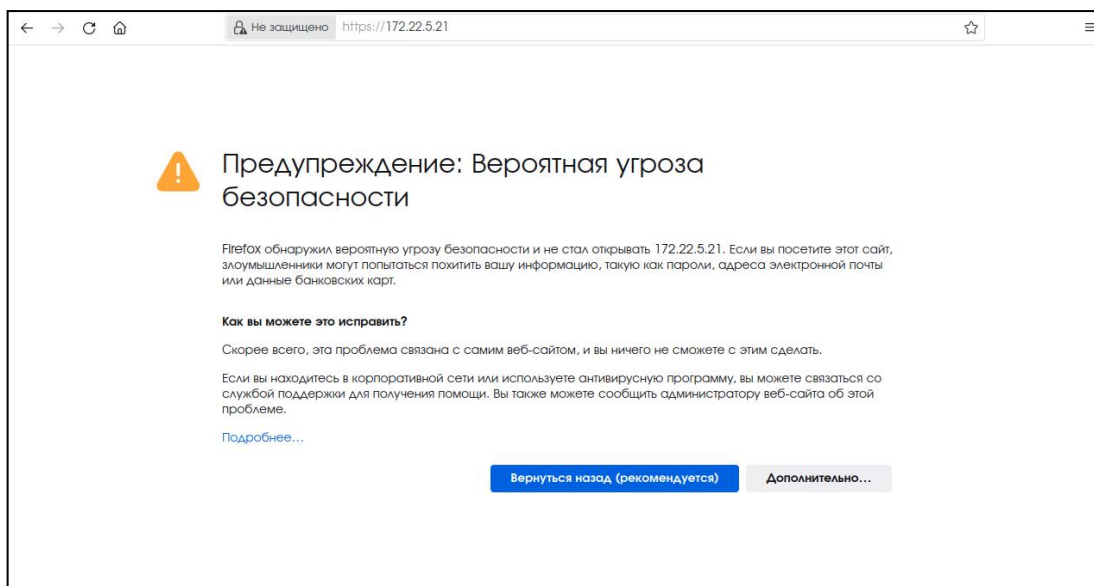 Не защищено https://172.22.5.21
Предупреждение: Вероятная угроза
безопасности
Firefox обнаружил вероятную угрозу безопасности и не стал открывать 172.22.5.21. Если вы посетите этот сайт,
злоумышленники могут попытаться похитить вашу информацию, такую как пароли, адреса электронной почты
или данные банковских карт.
Как вы можете это исправить?
Скорее всего, эта проблема связана с самим веб-сайтом, и вы ничего не сможете с этим сделать.
Если вы находитесь в корпоративной сети или используете антивирусную программу, вы можете связаться со
службой поддержки для получения помощи. Вы также можете сообщить администратору веб-сайта об этой
проблеме.
Подробнее...
Вернуться назад (рекомендуется) Дополнительно...